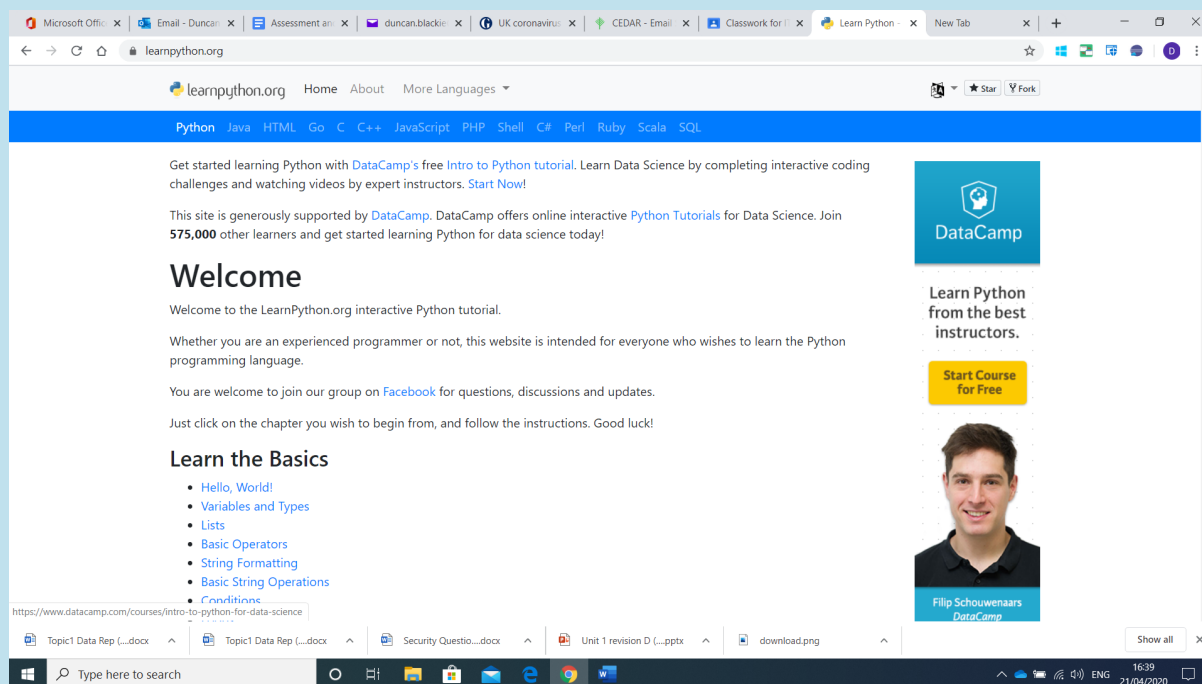 Microsoft Offic
Email - Duncan
Assessment and
duncan.blackie
UK coronavirus
CEDAR - Email
Classwork for I
Learn Python -
New Tab
learnpython.org
D
learnpython.org Home About More Languages
Star Fork
Python Java HTML Go C C++ JavaScript PHP Shell C# Perl Ruby Scala SQL
Get started learning Python with DataCamp's free Intro to Python tutorial. Learn Data Science by completing interactive coding
challenges and watching videos by expert instructors. Start Now!
This site is generously supported by DataCamp. DataCamp offers online interactive Python Tutorials for Data Science. Join
575,000 other learners and get started learning Python for data science today!
Welcome
Welcome to the LearnPython.org interactive Python tutorial.
Whether you are an experienced programmer or not, this website is intended for everyone who wishes to learn the Python
programming language.
You are welcome to join our group on Facebook for questions, discussions and updates.
Just click on the chapter you wish to begin from, and follow the instructions. Good luck!
Learn the Basics
Hello, World!
Variables and Types
Lists
Basic Operators
String Formatting
Basic String Operations
Conditions
DataCamp
Learn Python
from the best
instructors.
Start Course
for Free
Filip Schouwenaars
DataCamp
https://www.datacamp.com/courses/intro-to-python-for-data-science
Topic1 Data Rep (....docx
Topic1 Data Rep (....docx
Security Questio....docx
Unit 1 revision D (....pptx
download.png
Show all
Type here to search
ENG
16:39
21/04/2020